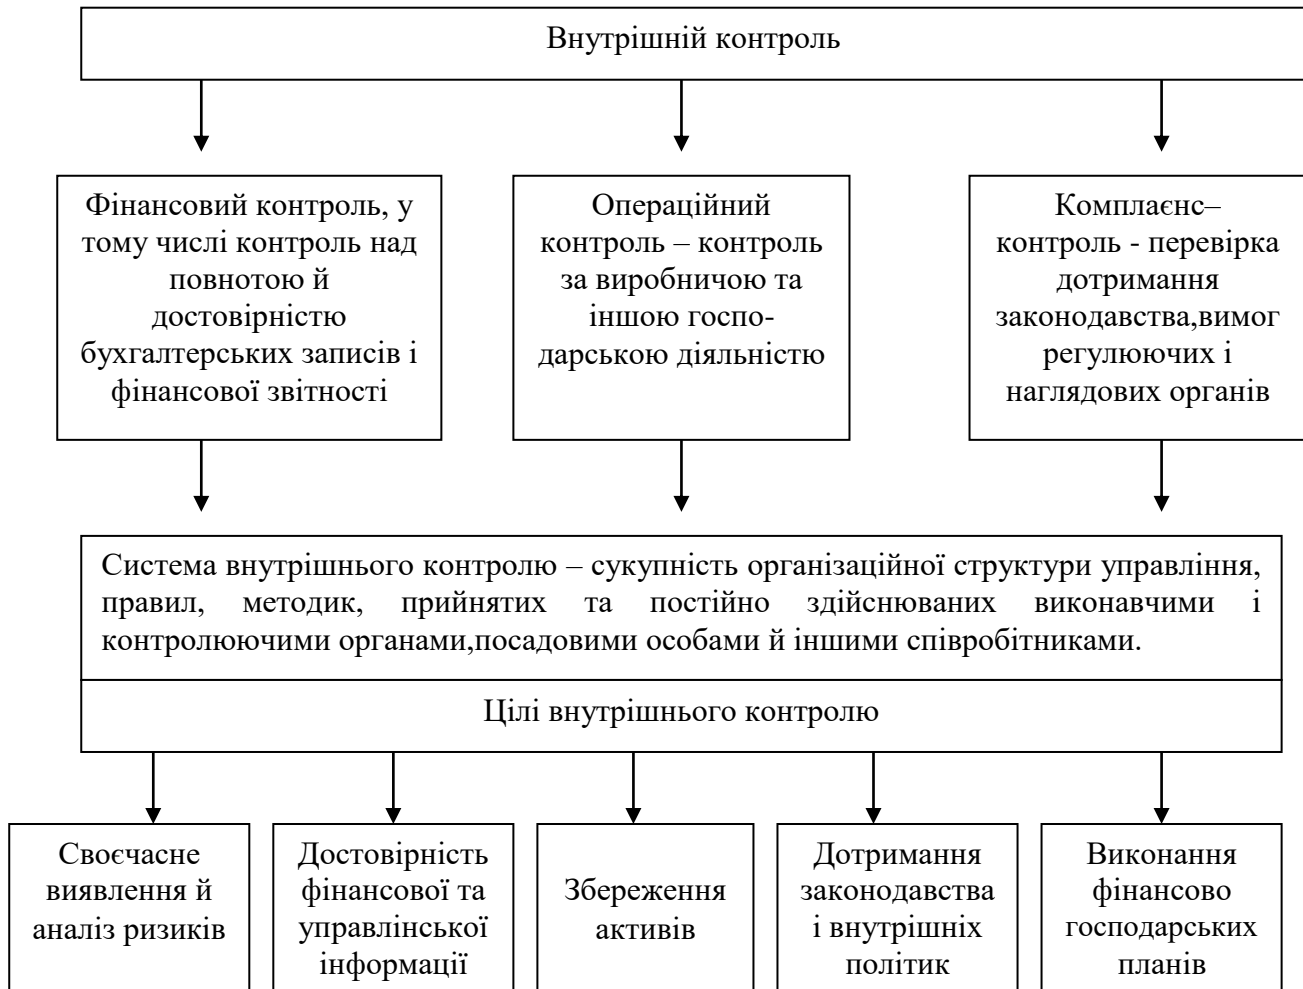 Внутрішній контроль
Фінансовий контроль, у
тому числі контроль над
повнотою й
достовірністю
бухгалтерських записів і
фінансової звітності
Операційний
контроль – контроль
за виробничою та
іншою госпо-
дарською діяльністю
Комплаєнс–
контроль - перевірка
дотримання
законодавства,вимог
регулюючих і
наглядових органів
Система внутрішнього контролю – сукупність організаційної структури управління,
правил, методик, прийнятих та постійно здійснюваних виконавчими і
контролюючими органами,посадовими особами й іншими співробітниками.
Цілі внутрішнього контролю
Своєчасне
виявлення й
аналіз ризиків
Достовірність
фінансової та
управлінської
інформації
Збереження
активів
Дотримання
законодавства
і внутрішніх
політик
Виконання
фінансово
господарських
планів